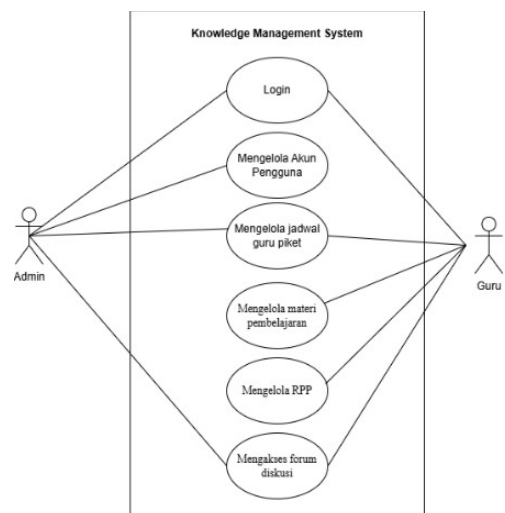 Knowledge Management System
Login
Mengelola Akun
Pengguna
Mengelola jadwal
guru piket
Admin
Guru
Mengelola materi
pembelajaran
Mengelola RPP
Mengakses forum
diskusi